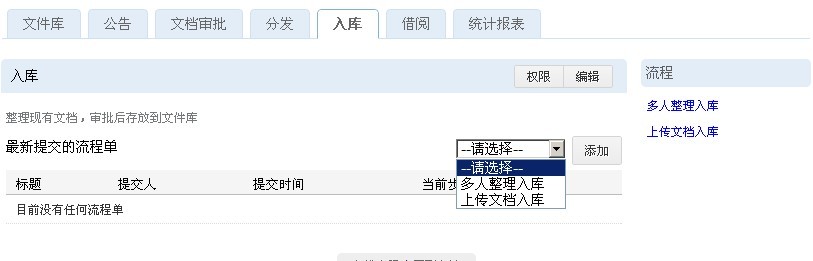 文件库 公告 文档审批 分发 入库 借阅 统计报表
入库 权限 编辑
流程
整理现有文档，审批后存放到文件库
多人整理入库
上传文档入库
最新提交的流程单 --请选择-- 添加
--请选择--
多人整理入库
上传文档入库
标题 提交人 提交时间 当前步
目前没有任何流程单